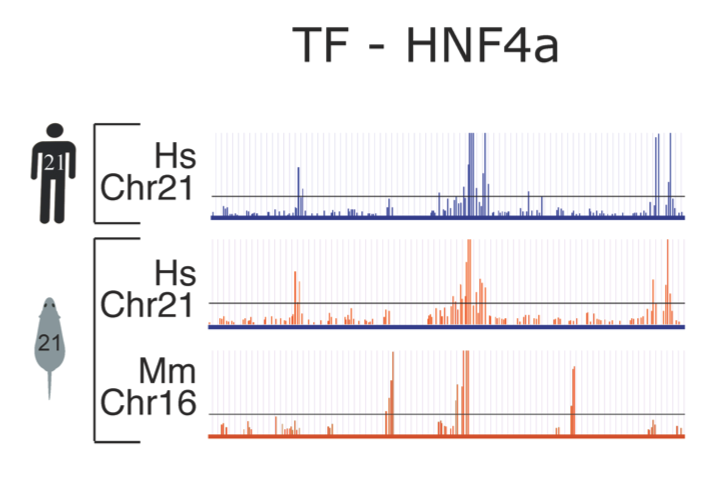 TF - HNF4a
21
Hs
Chr21
21
Hs
Chr21
Mm
Chr16